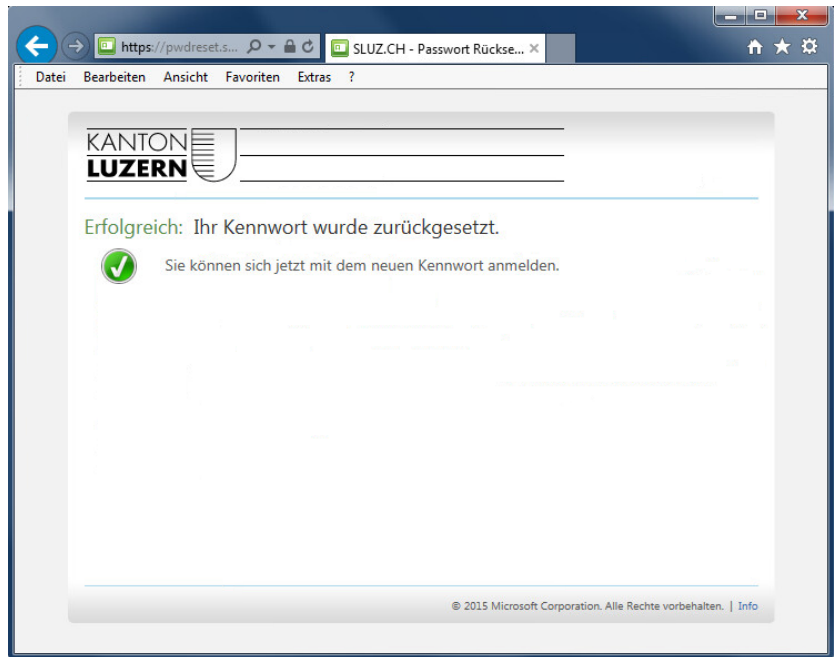 https://pwdreset.s...
SLUZ.CH - Passwort Rückse...
Datei Bearbeiten Ansicht Favoriten Extras ?
KANTON
LUZERN
Erfolgreich: Ihr Kennwort wurde zurückgesetzt.
Sie können sich jetzt mit dem neuen Kennwort anmelden.
© 2015 Microsoft Corporation. Alle Rechte vorbehalten. | Info